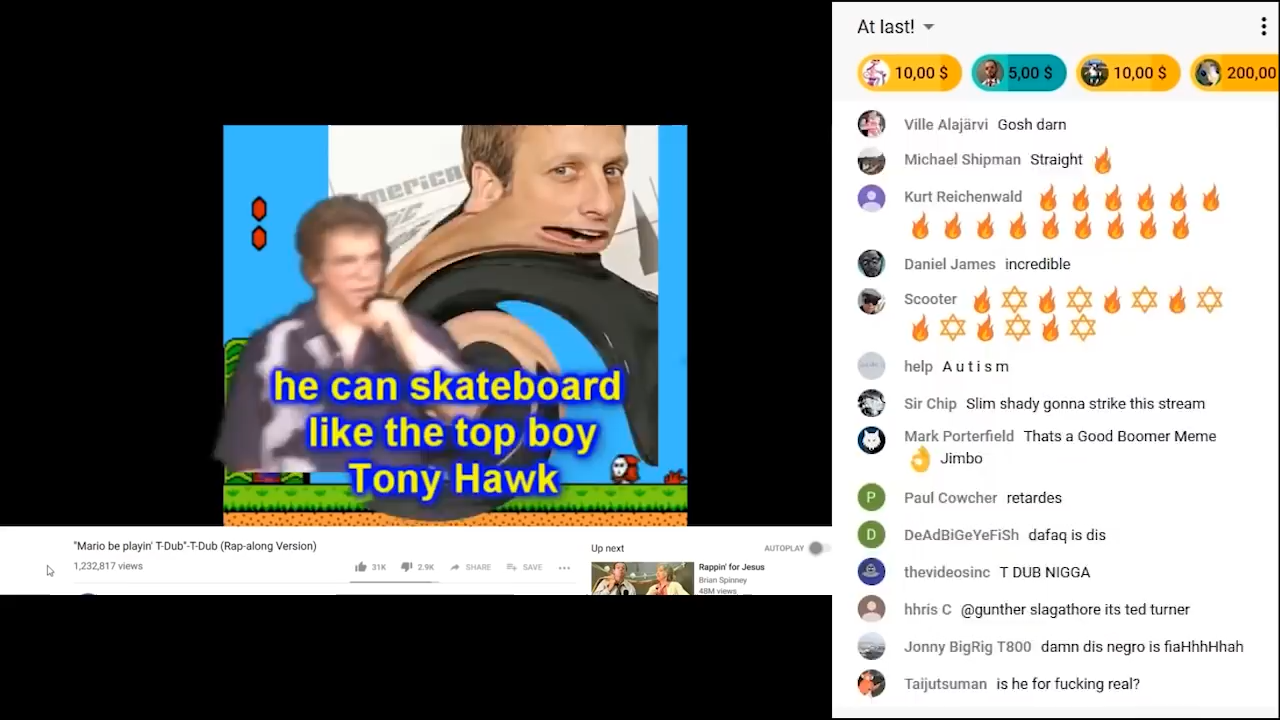 America
he can skateboard
like the top boy
Tony Hawk
"Mario be playin' T-Dub"-T-Dub (Rap-along Version)
1,232,817 views
31K
2.9K
SHARE
SAVE
Up next
AUTOPLAY
Rappin' for Jesus
Brian Spinney
48M views
At last!
10,00 $
5,00 $
10,00 $
200,00
Ville Alajärvi Gosh darn
Michael Shipman Straight 🔥
Kurt Reichenwald 🔥🔥🔥🔥🔥🔥
🔥🔥🔥🔥🔥🔥🔥🔥🔥
Daniel James incredible
Scooter 🔥✡🔥✡🔥✡🔥✡
🔥✡🔥✡🔥✡
help A u t i s m
Sir Chip Slim shady gonna strike this stream
Mark Porterfield Thats a Good Boomer Meme
👌 Jimbo
Paul Cowcher retardes
DeAdBiGeYeFiSh dafaq is dis
thevideosinc T DUB NIGGA
hhris C @gunther slagathore its ted turner
Jonny BigRig T800 damn dis negro is fiaHhhHhah
Taijutsuman is he for fucking real?